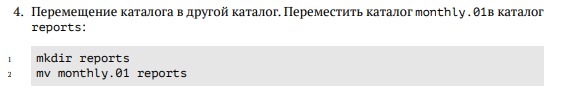 4. Перемещение каталога в другой каталог. Переместить каталог monthly.01в каталог
reports:
1 mkdir reports
2 mv monthly.01 reports